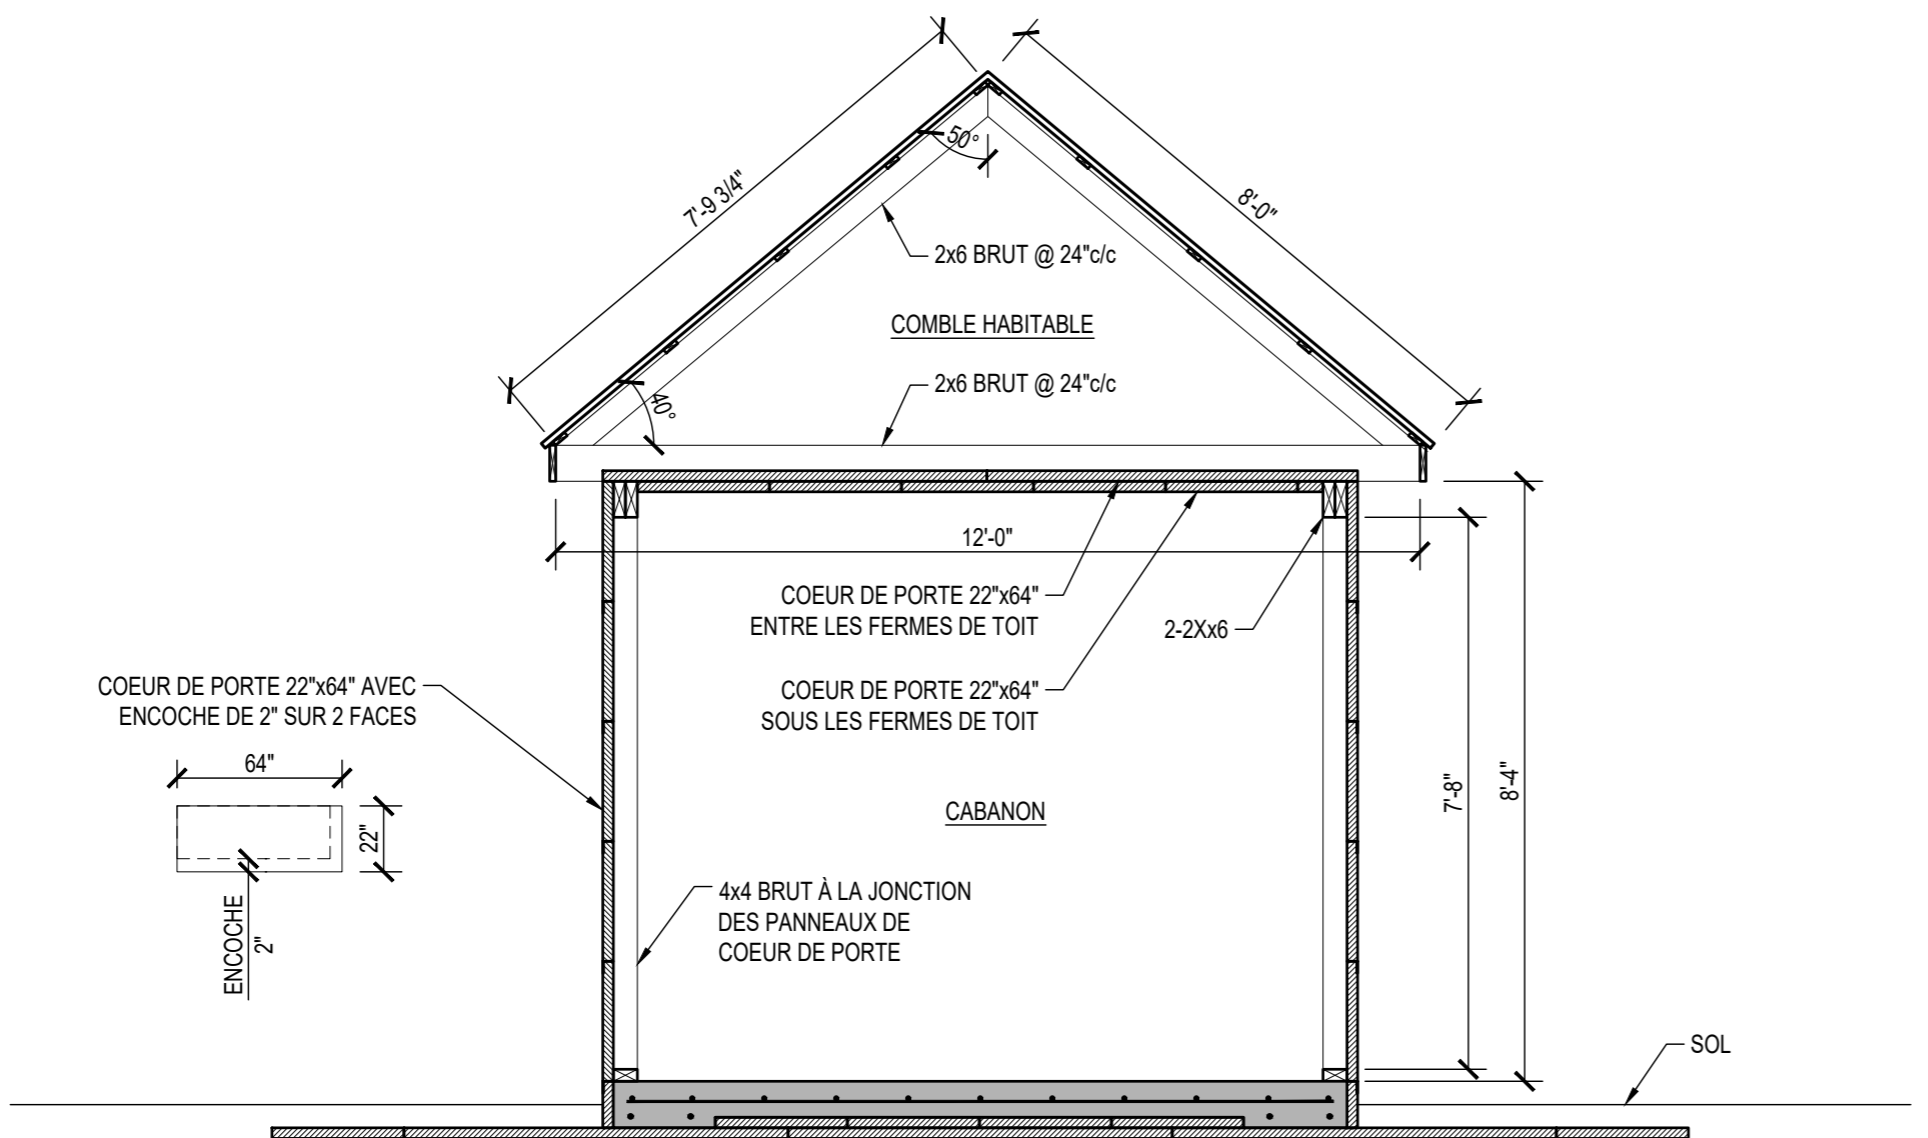 7'-9 3/4"
8'-0"
50°
2x6 BRUT @ 24"c/c
COMBLE HABITABLE
2x6 BRUT @ 24"c/c
40°
12'-0"
COEUR DE PORTE 22"x64"
ENTRE LES FERMES DE TOIT
2-2Xx6
COEUR DE PORTE 22"x64" AVEC
ENCOCHE DE 2" SUR 2 FACES
COEUR DE PORTE 22"x64"
SOUS LES FERMES DE TOIT
64"
22"
ENCOCHE
2"
CABANON
7'-8"
8'-4"
4x4 BRUT À LA JONCTION
DES PANNEAUX DE
COEUR DE PORTE
SOL